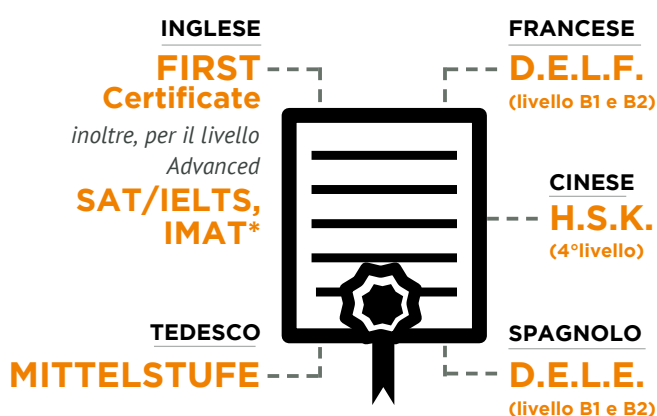 INGLESE
FIRST
Certificate
inoltre, per il livello
Advanced
SAT/IELTS,
IMAT*
TEDESCO
MITTELSTUFE
FRANCESE
D.E.L.F.
(livello B1 e B2)
CINESE
H.S.K.
(4°livello)
SPAGNOLO
D.E.L.E.
(livello B1 e B2)